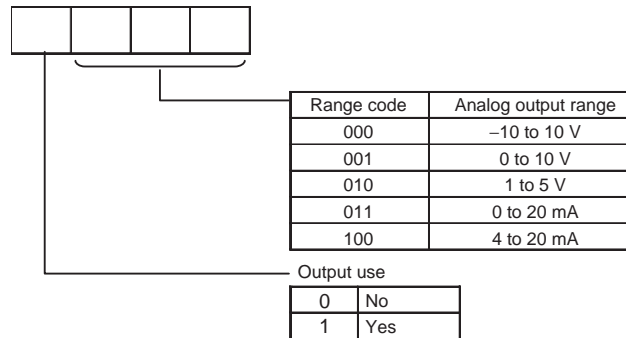 Range code Analog output range
000 −10 to 10 V
001 0 to 10 V
010 1 to 5 V
011 0 to 20 mA
100 4 to 20 mA
Output use
0 No
1 Yes